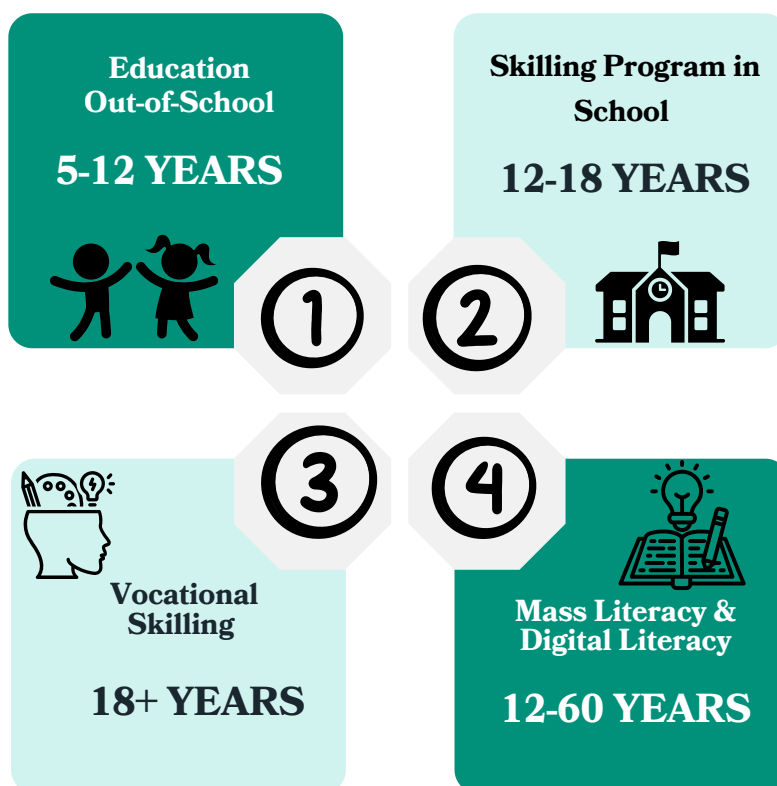 Education
Out-of-School
5-12 YEARS
1
Skilling Program in
School
12-18 YEARS
2
3
Vocational
Skilling
18+ YEARS
4
Mass Literacy &
Digital Literacy
12-60 YEARS